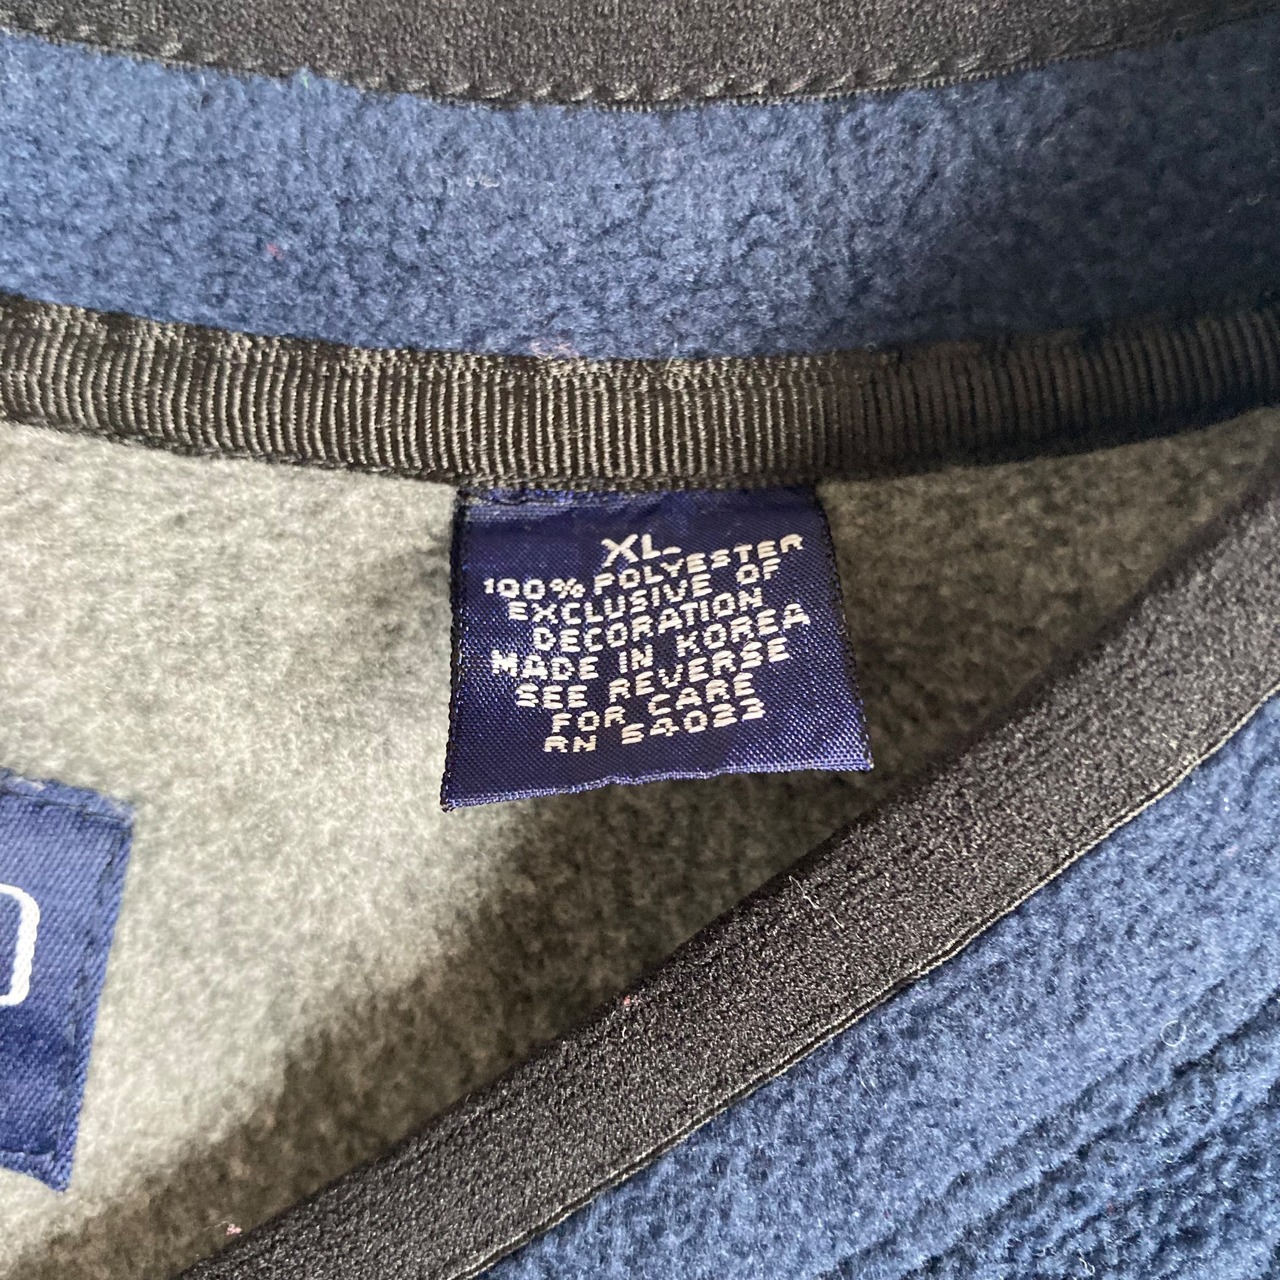 XL
100% POLYESTER
EXCLUSIVE OF
DECORATION
MADE IN KOREA
SEE REVERSE
FOR CARE
RN 54023